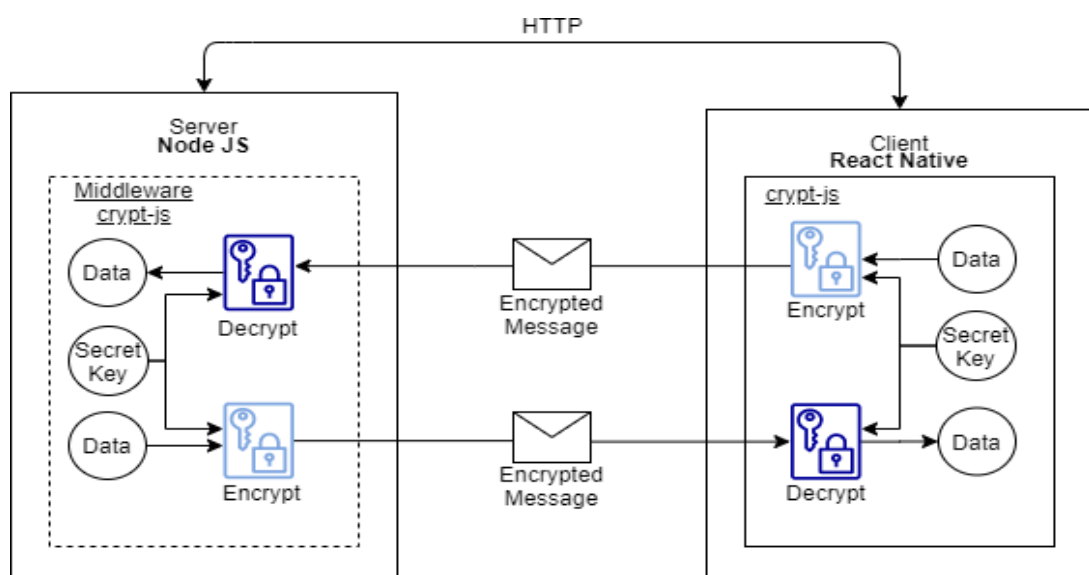 HTTP
Server
Node JS
Middleware
crypt-js
Data
Decrypt
Secret
Key
Data
Encrypt
Encrypted
Message
Encrypted
Message
Client
React Native
crypt-js
Data
Encrypt
Secret
Key
Data
Decrypt